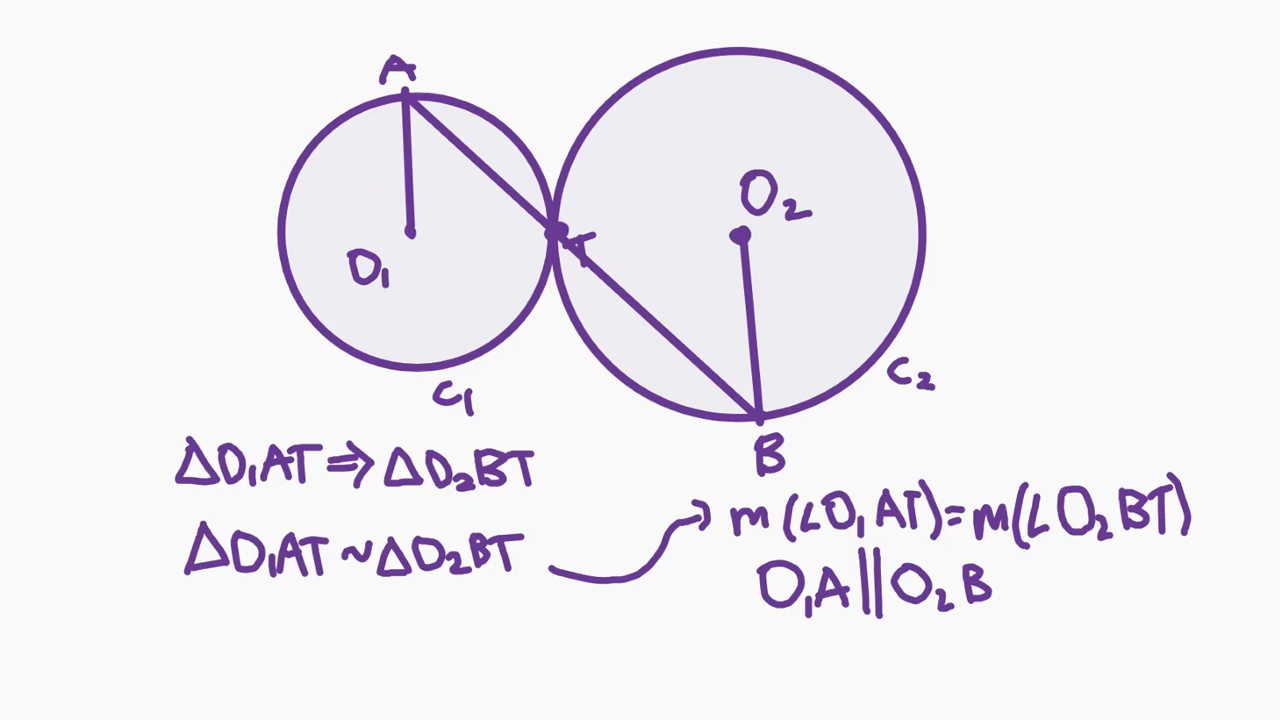 A
O₂
T
O₁
C₂
C₁
B
ΔO₁AT ⇒ ΔO₂BT
m(∠O₁AT) = m(∠O₂BT)
ΔO₁AT ~ ΔO₂BT
O₁A || O₂B